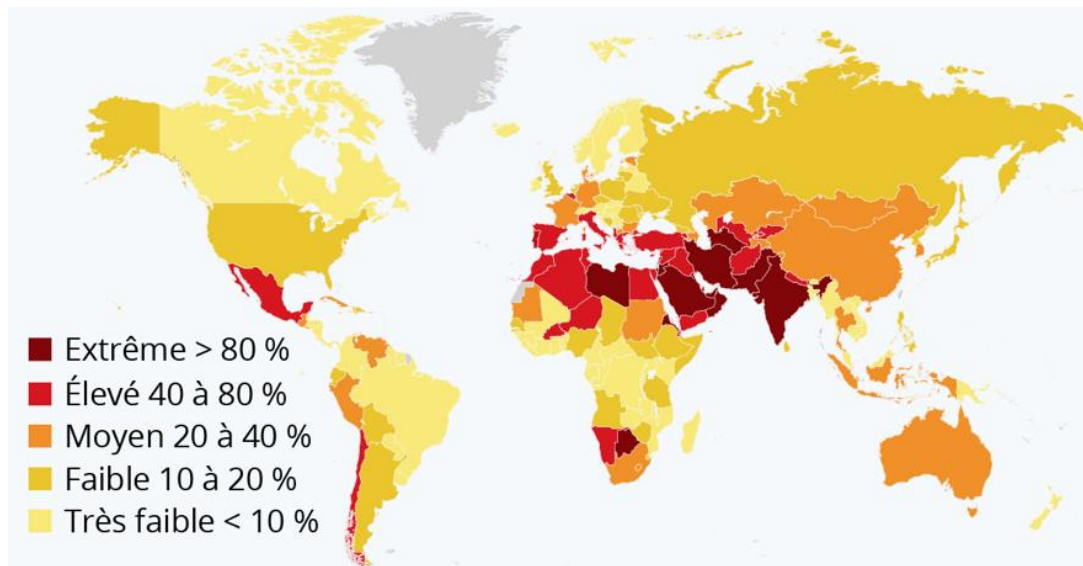 Extrême > 80 %
Élevé 40 à 80 %
Moyen 20 à 40 %
Faible 10 à 20 %
Très faible < 10 %